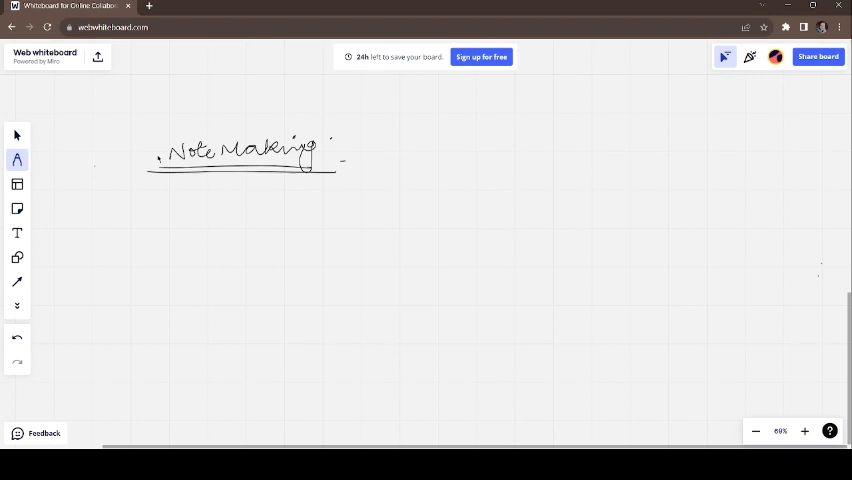 Whiteboard for Online Collabor
webwhiteboard.com
Web whiteboard
Powered by Miro
24h left to save your board.
Sign up for free
Share board
Note Making
T
Feedback
69%